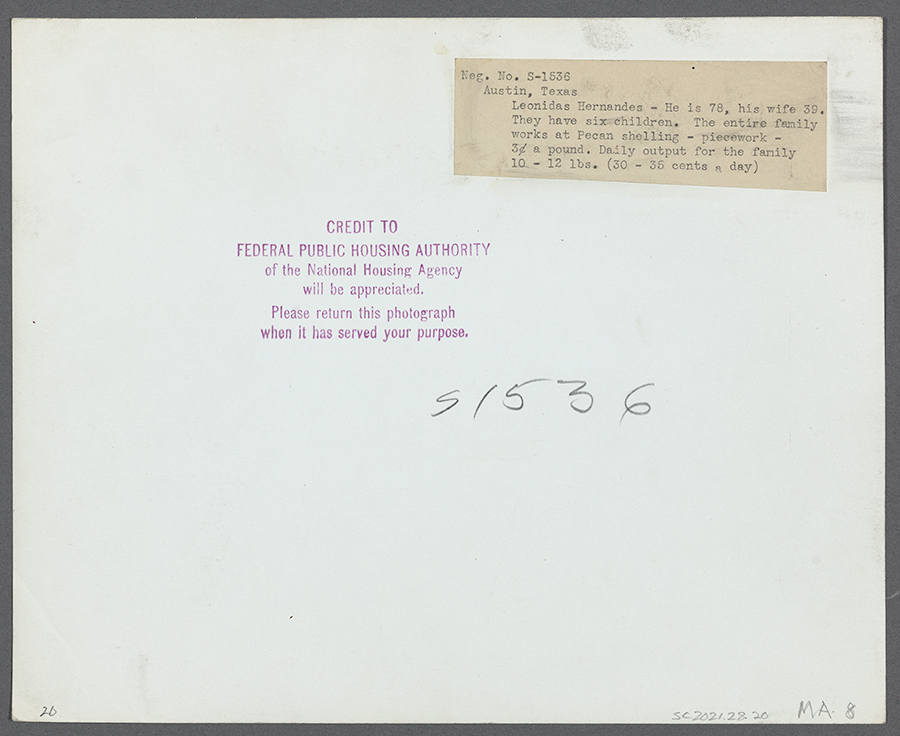 Neg. No. S-1536
Austin, Texas
Leonidas Hernandes - He is 78, his wife 39.
They have six children. The entire family
works at Pecan shelling - piecework -
3¢ a pound. Daily output for the family
10 - 12 lbs. (30 - 35 cents a day)
CREDIT TO
FEDERAL PUBLIC HOUSING AUTHORITY
of the National Housing Agency
will be appreciated.
Please return this photograph
when it has served your purpose.
S1536
SC2021.28.20
MA. 8